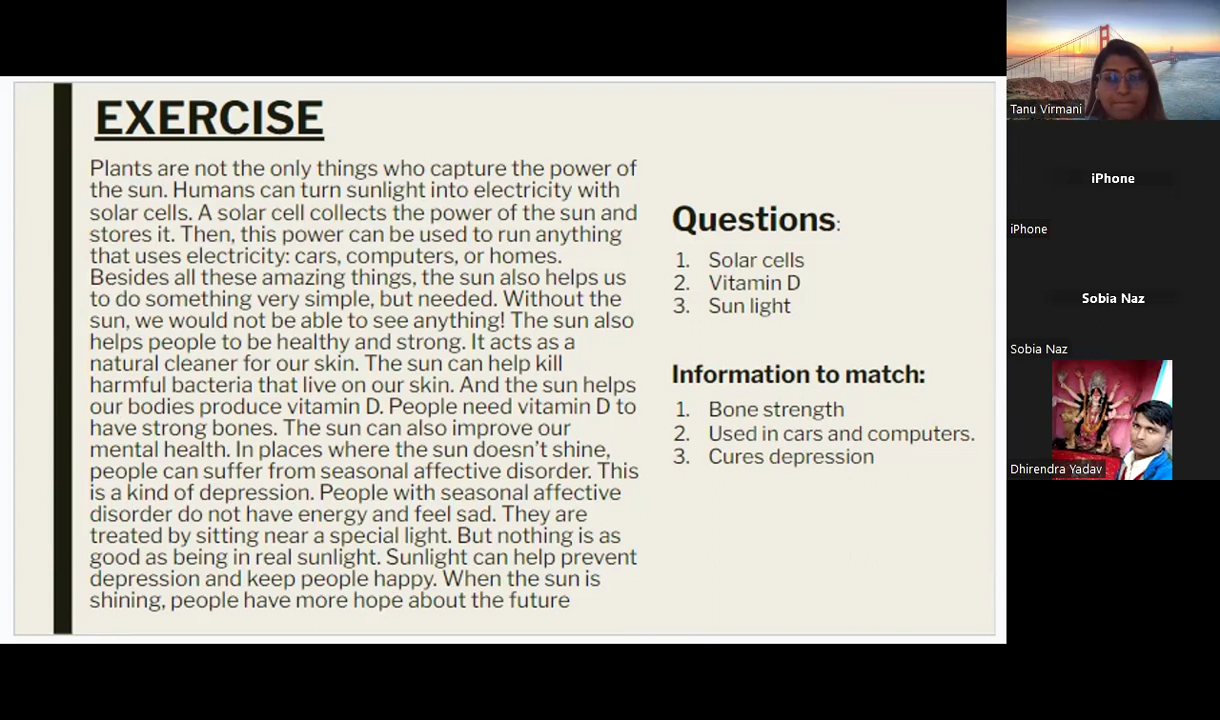 EXERCISE
Plants are not the only things who capture the power of
the sun. Humans can turn sunlight into electricity with
solar cells. A solar cell collects the power of the sun and
stores it. Then, this power can be used to run anything
that uses electricity: cars, computers, or homes.
Besides all these amazing things, the sun also helps us
to do something very simple, but needed. Without the
sun, we would not be able to see anything! The sun also
helps people to be healthy and strong. It acts as a
natural cleaner for our skin. The sun can help kill
harmful bacteria that live on our skin. And the sun helps
our bodies produce vitamin D. People need vitamin D to
have strong bones. The sun can also improve our
mental health. In places where the sun doesn't shine,
people can suffer from seasonal affective disorder. This
is a kind of depression. People with seasonal affective
disorder do not have energy and feel sad. They are
treated by sitting near a special light. But nothing is as
good as being in real sunlight. Sunlight can help prevent
depression and keep people happy. When the sun is
shining, people have more hope about the future
Questions:
1. Solar cells
2. Vitamin D
3. Sun light
Information to match:
1. Bone strength
2. Used in cars and computers.
3. Cures depression
Tanu Virmani
iPhone
iPhone
Sobia Naz
Sobia Naz
Dhirendra Yadav